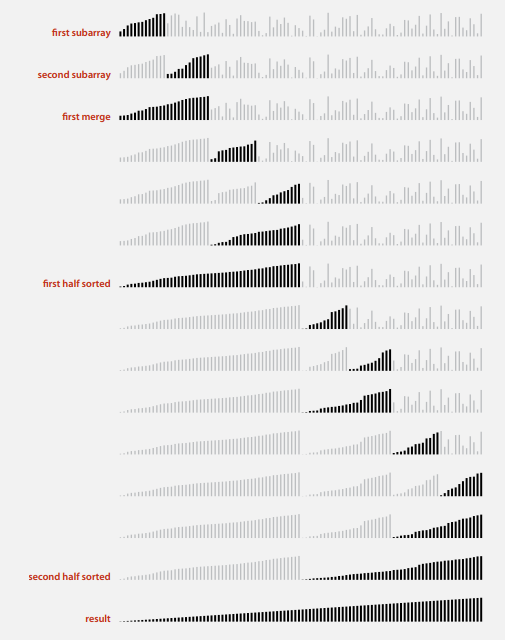 first subarray
second subarray
first merge
first half sorted
second half sorted
result